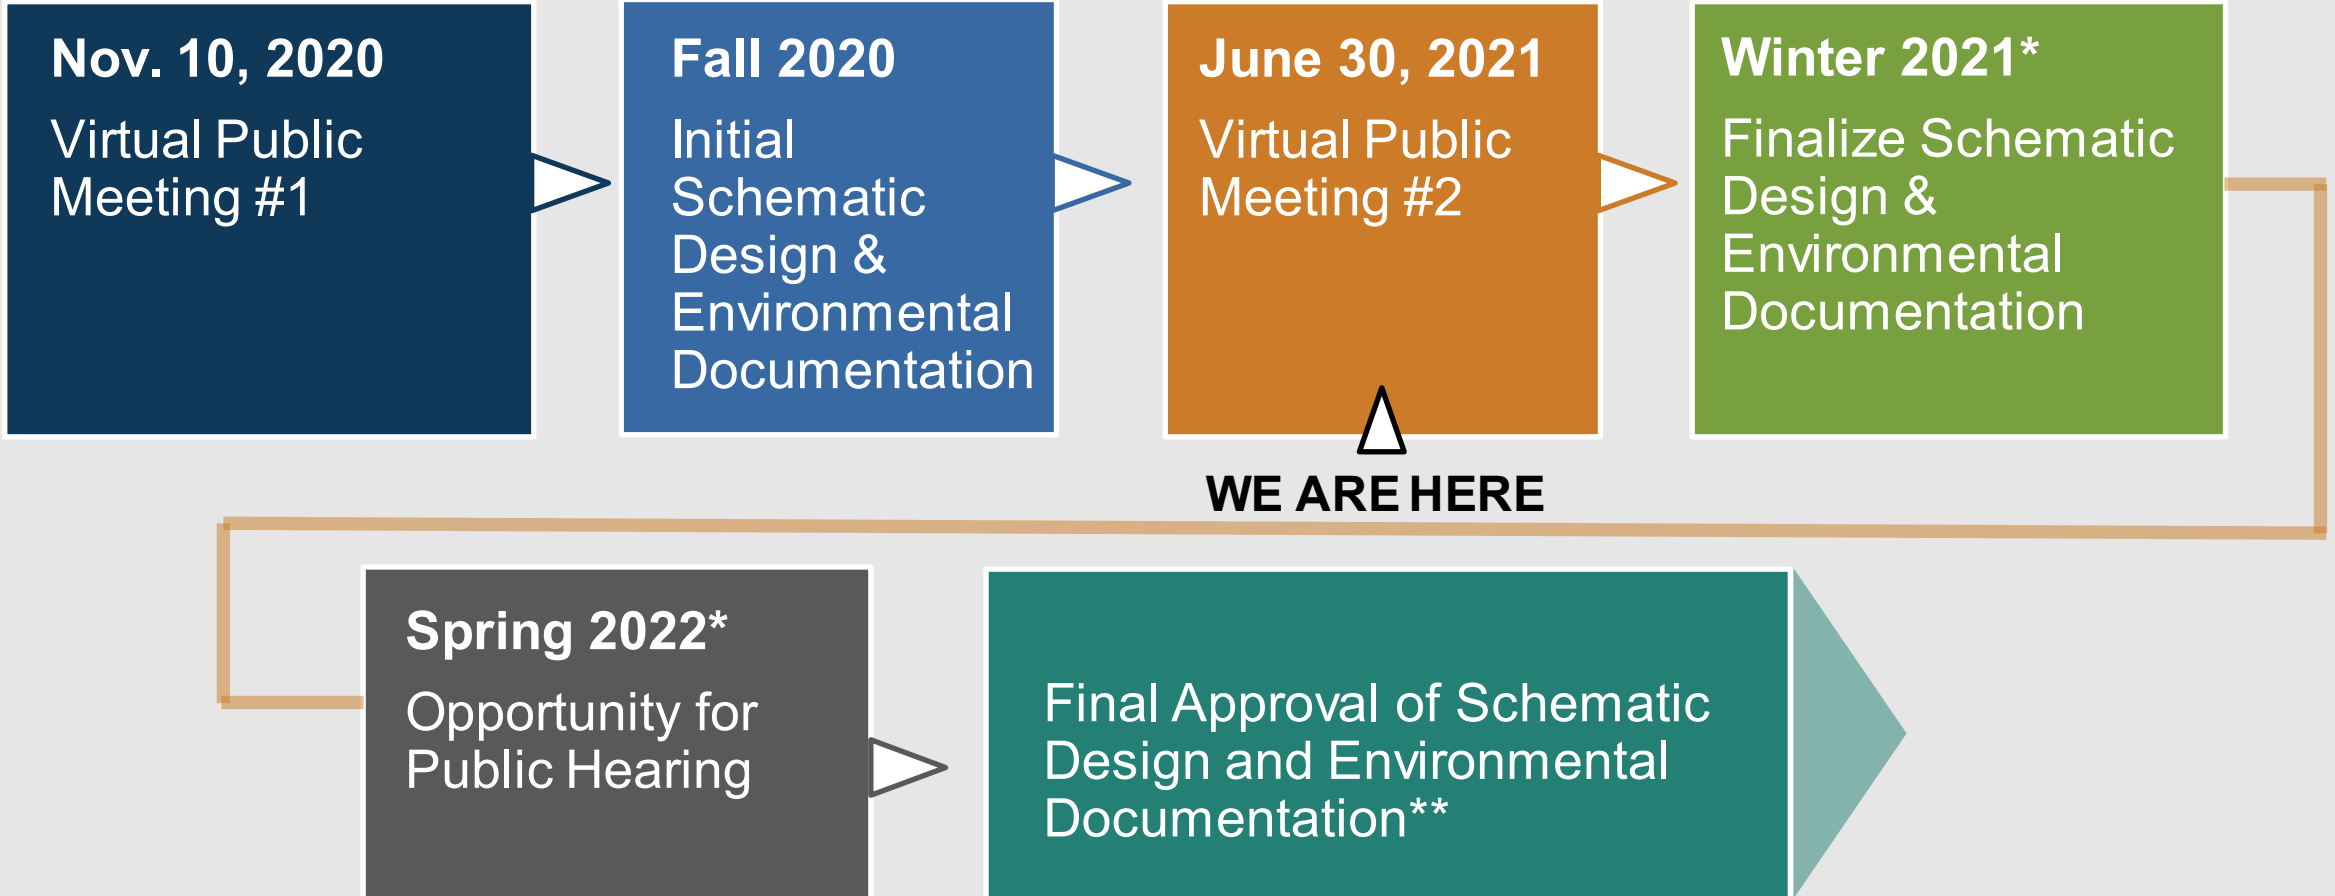 Nov. 10, 2020
Virtual Public
Meeting #1
Fall 2020
Initial
Schematic
Design &
Environmental
Documentation
June 30, 2021
Virtual Public
Meeting #2
Winter 2021*
Finalize Schematic
Design &
Environmental
Documentation
WE ARE HERE
Spring 2022*
Opportunity for
Public Hearing
Final Approval of Schematic
Design and Environmental
Documentation**